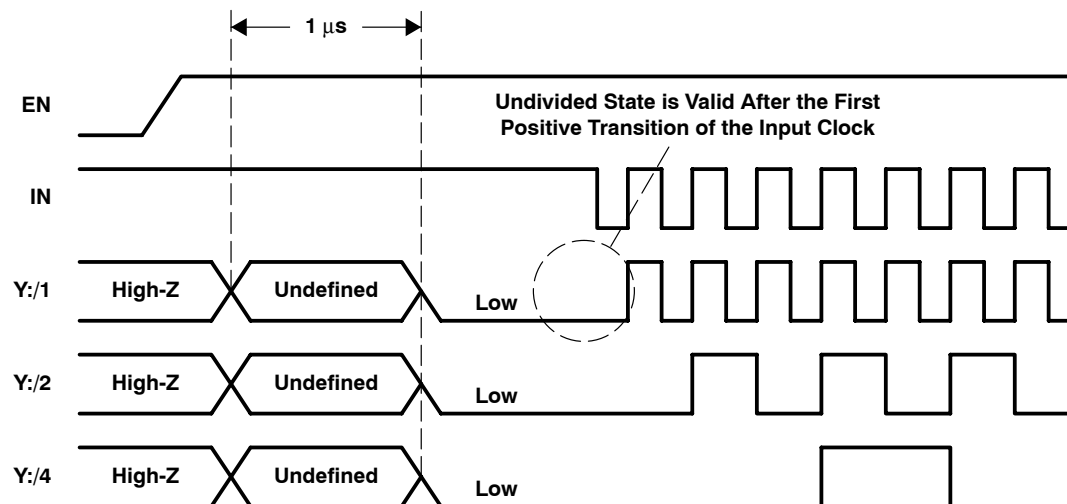 1 μs
EN
Undivided State is Valid After the First
Positive Transition of the Input Clock
IN
Y:/1 High-Z Undefined Low
Y:/2 High-Z Undefined Low
Y:/4 High-Z Undefined Low